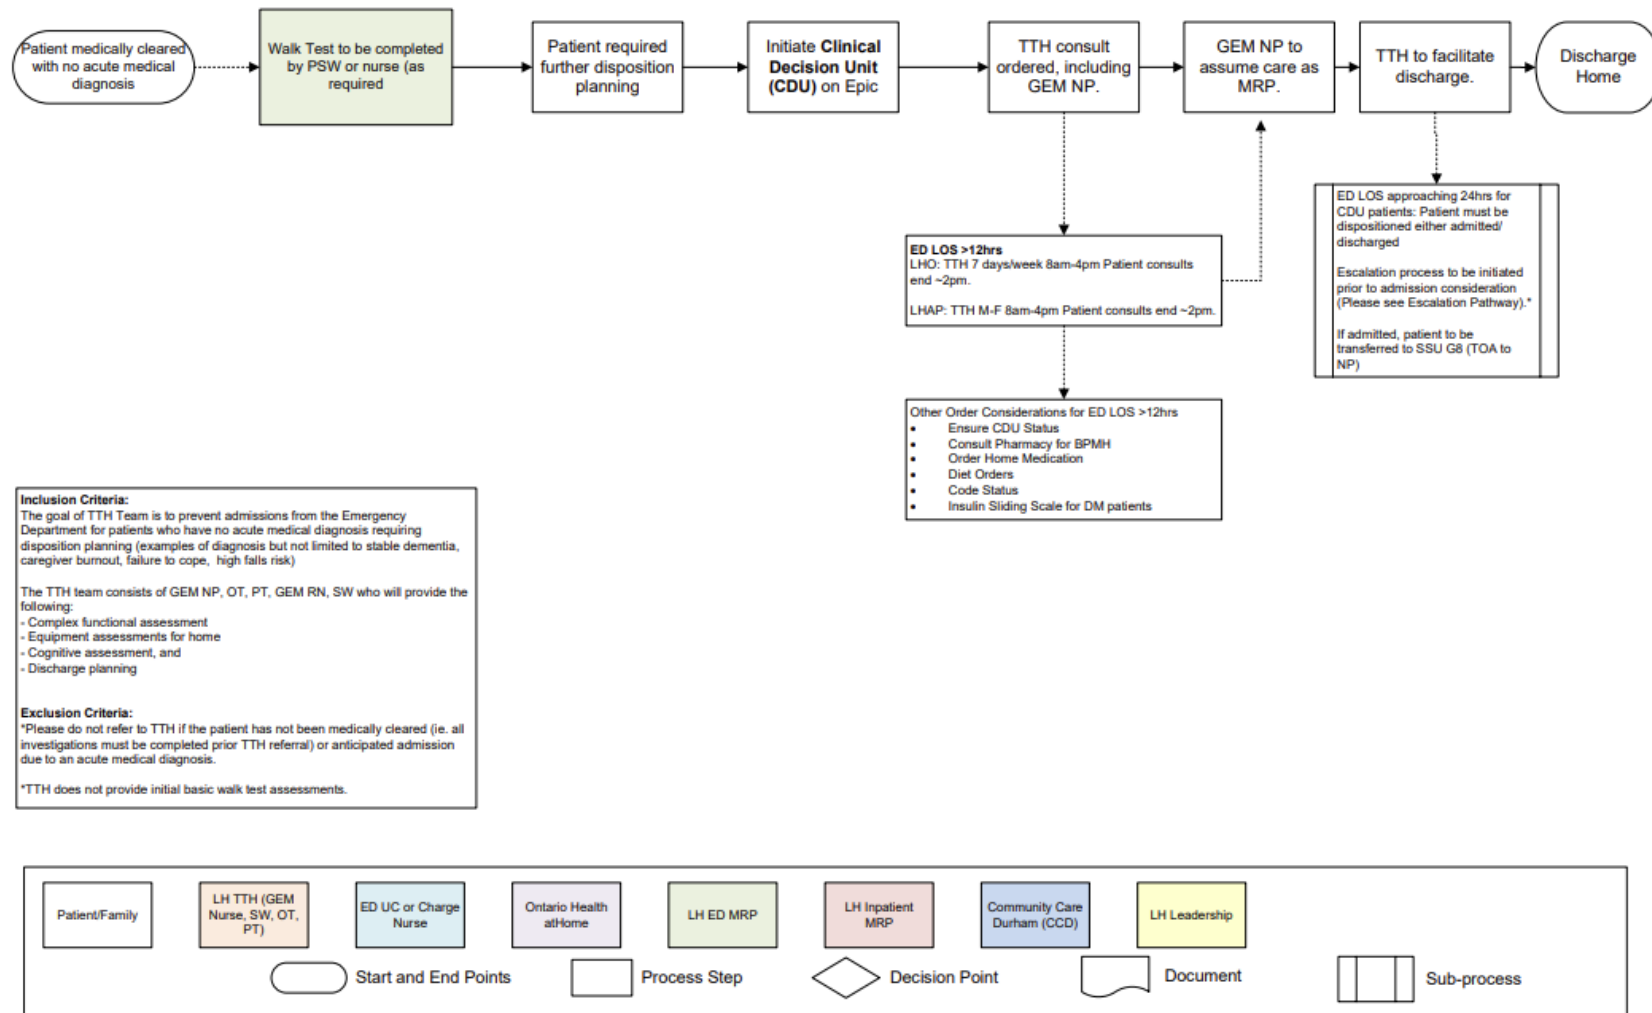 Patient medically cleared
with no acute medical
diagnosis
Walk Test to be completed
by PSW or nurse (as
required
Patient required
further disposition
planning
Initiate Clinical
Decision Unit
(CDU) on Epic
TTH consult
ordered, including
GEM NP.
GEM NP to
assume care as
MRP.
TTH to facilitate
discharge.
Discharge
Home
ED LOS >12hrs
LHO: TTH 7 days/week 8am-4pm Patient consults
end ~2pm.
LHAP: TTH M-F 8am-4pm Patient consults end ~2pm.
ED LOS approaching 24hrs for
CDU patients: Patient must be
dispositioned either admitted/
discharged
Escalation process to be initiated
prior to admission consideration
(Please see Escalation Pathway).*
If admitted, patient to be
transferred to SSU G8 (TOA to
NP)
Other Order Considerations for ED LOS >12hrs
• Ensure CDU Status
• Consult Pharmacy for BPMH
• Order Home Medication
• Diet Orders
• Code Status
• Insulin Sliding Scale for DM patients
Inclusion Criteria:
The goal of TTH Team is to prevent admissions from the Emergency
Department for patients who have no acute medical diagnosis requiring
disposition planning (examples of diagnosis but not limited to stable dementia,
caregiver burnout, failure to cope, high falls risk)
The TTH team consists of GEM NP, OT, PT, GEM RN, SW who will provide the
following:
- Complex functional assessment
- Equipment assessments for home
- Cognitive assessment, and
- Discharge planning
Exclusion Criteria:
*Please do not refer to TTH if the patient has not been medically cleared (ie. all
investigations must be completed prior TTH referral) or anticipated admission
due to an acute medical diagnosis.
*TTH does not provide initial basic walk test assessments.
Patient/Family
LH TTH (GEM
Nurse, SW, OT,
PT)
ED UC or Charge
Nurse
Ontario Health
atHome
LH ED MRP
LH Inpatient
MRP
Community Care
Durham (CCD)
LH Leadership
Start and End Points
Process Step
Decision Point
Document
Sub-process